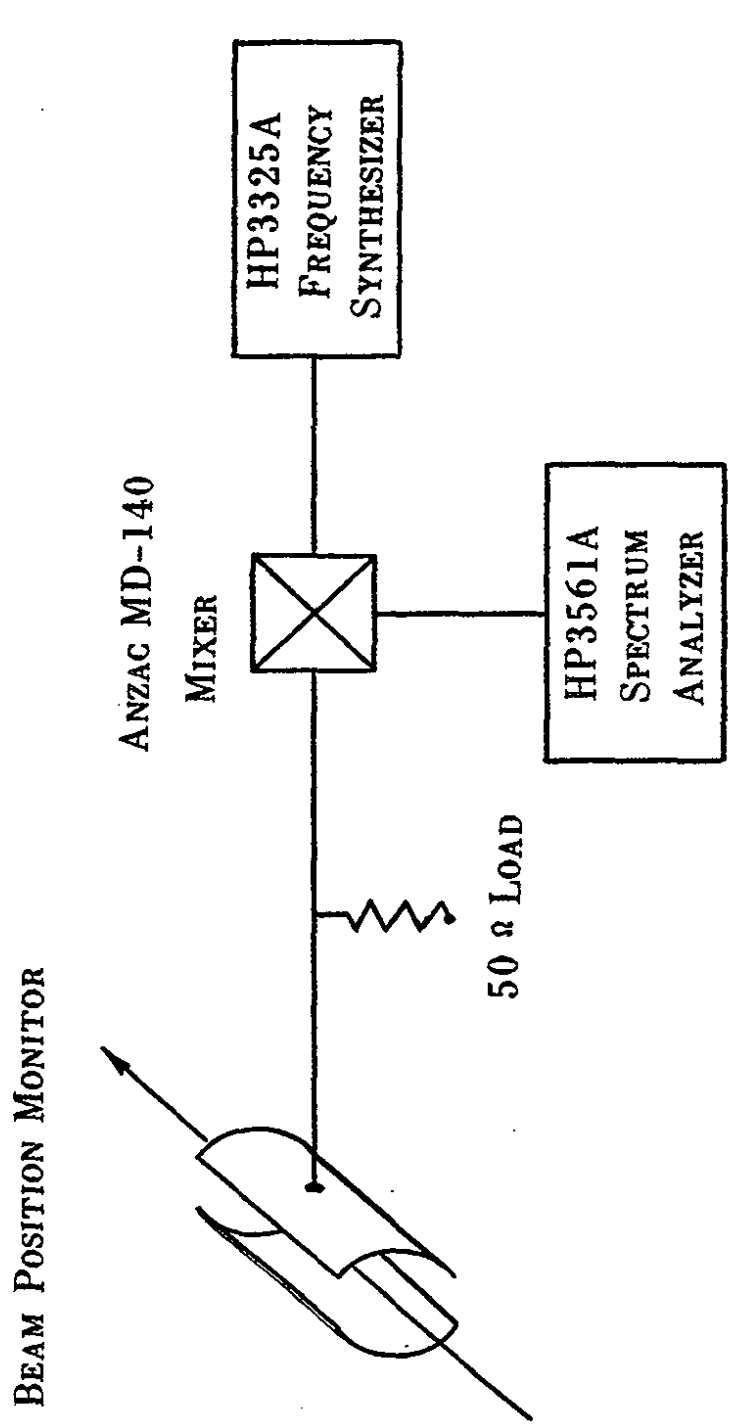 BEAM POSITION MONITOR
ANZAC MD-140
MIXER
HP3325A
FREQUENCY
SYNTHESIZER
50 Ω LOAD
HP3561A
SPECTRUM
ANALYZER